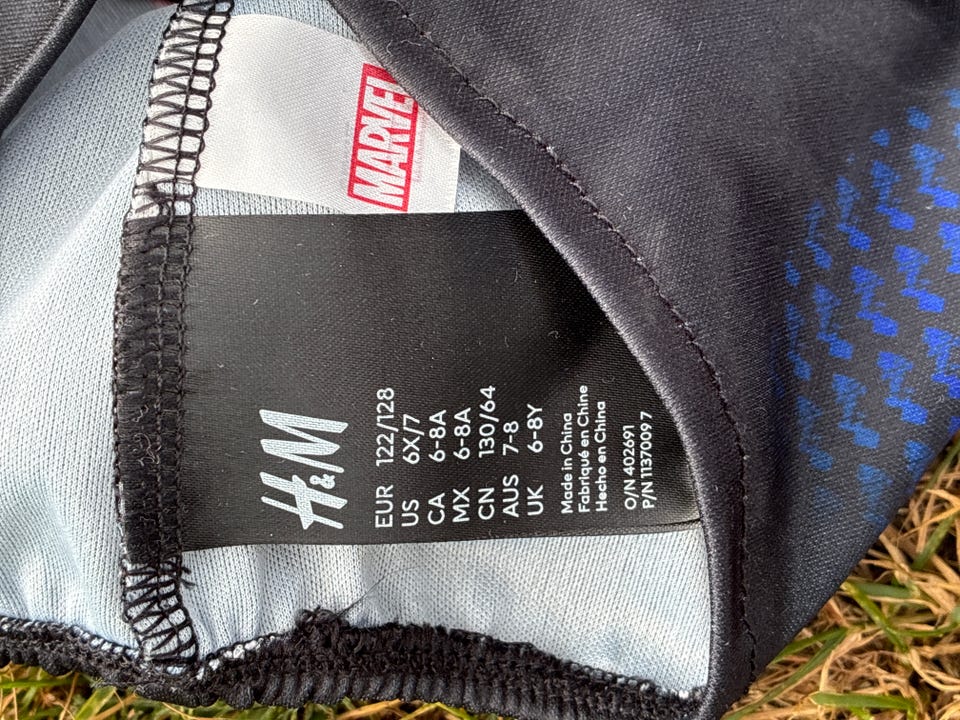 MARVEL
H&M
EUR 122/128
US 6X/7
CA 6-8A
MX 6-8A
CN 130/64
AUS 7-8
UK 6-8Y
Made in China
Fabriqué en Chine
Hecho en China
O/N 402691
P/N 1137009 7